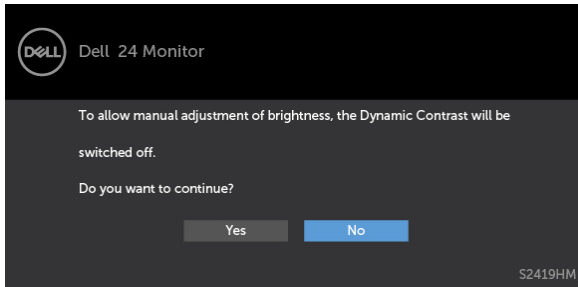 DELL
Dell 24 Monitor
To allow manual adjustment of brightness, the Dynamic Contrast will be
switched off.
Do you want to continue?
Yes No
S2419HM